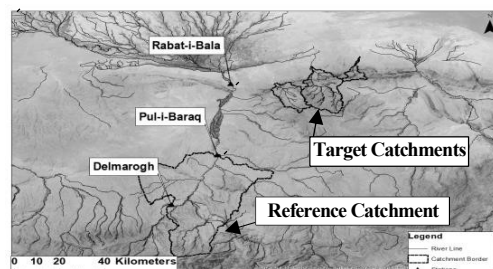 Rabat-i-Bala
Pul-i-Baraq
Target Catchments
Delmarogh
Reference Catchment
Legend
River Line
Catchment Border
Stations
0 10 20 40 Kilometers